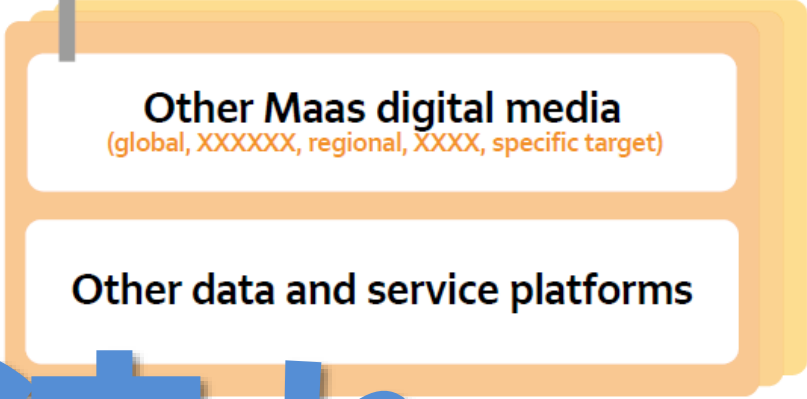 Other Maas digital media
(global, XXXXXX, regional, XXXX, specific target)
Other data and service platforms